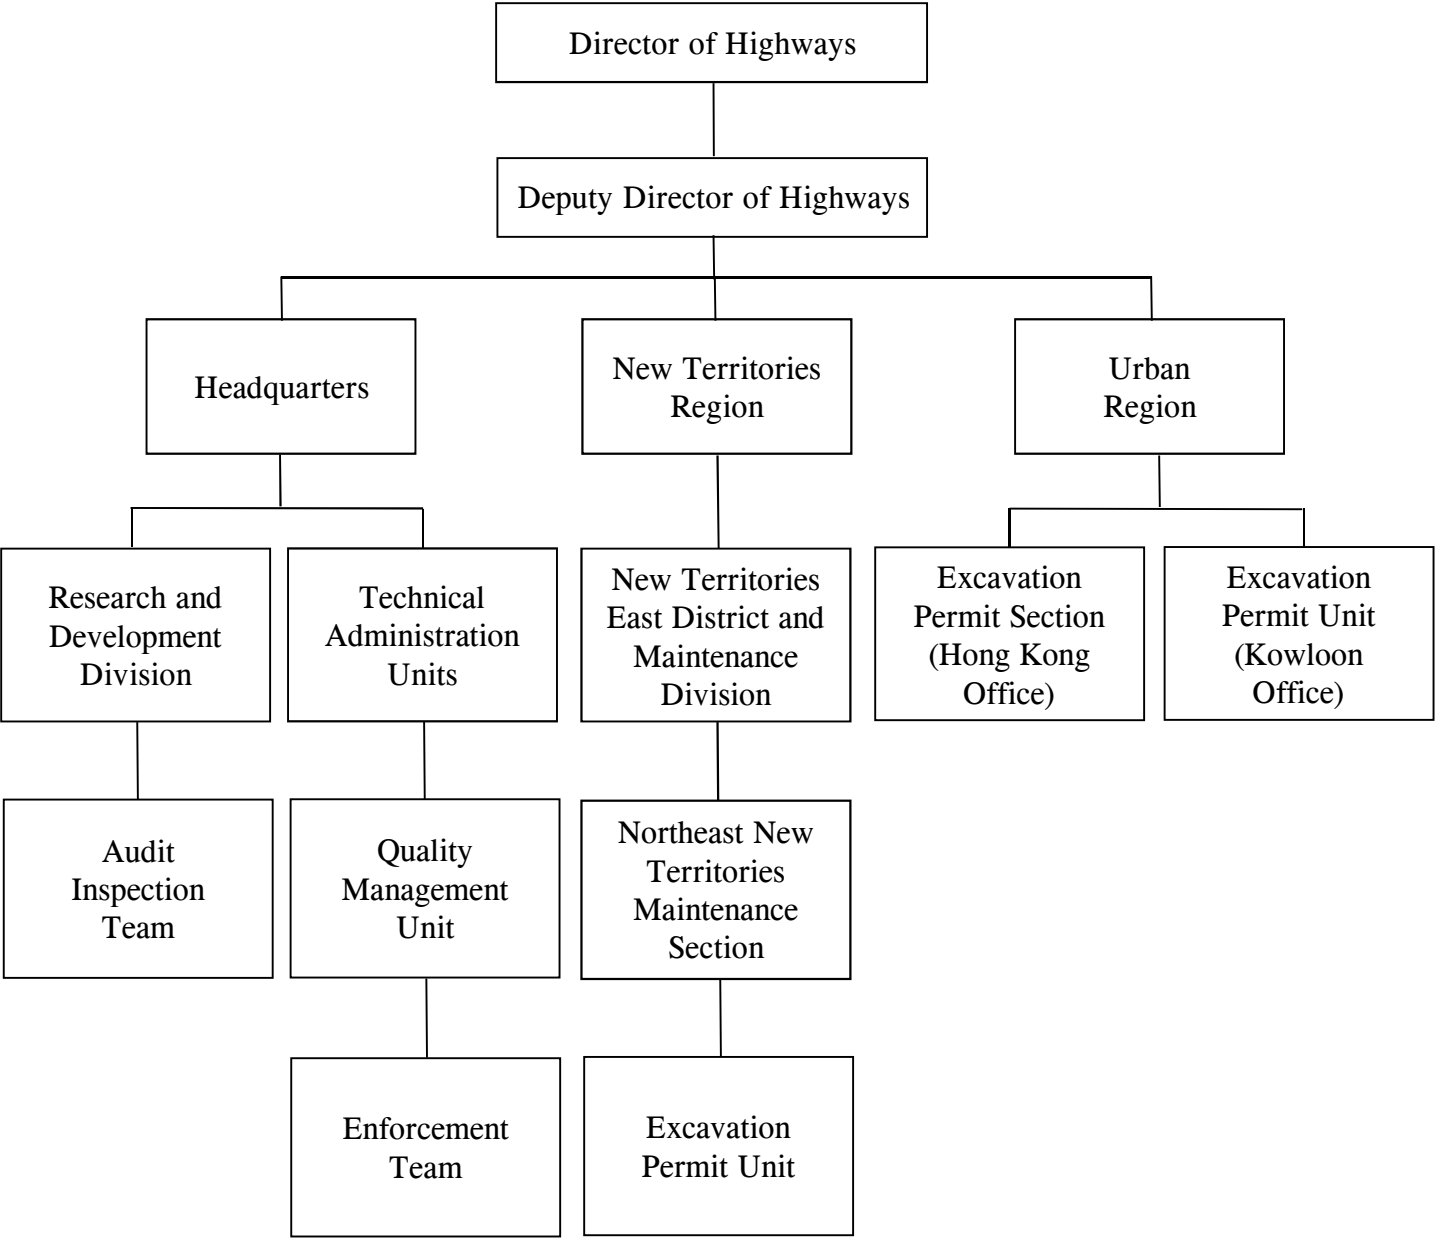 Director of Highways
Deputy Director of Highways
Headquarters
New Territories
Region
Urban
Region
Research and
Development
Division
Technical
Administration
Units
New Territories
East District and
Maintenance
Division
Excavation
Permit Section
(Hong Kong
Office)
Excavation
Permit Unit
(Kowloon
Office)
Audit
Inspection
Team
Quality
Management
Unit
Northeast New
Territories
Maintenance
Section
Enforcement
Team
Excavation
Permit Unit